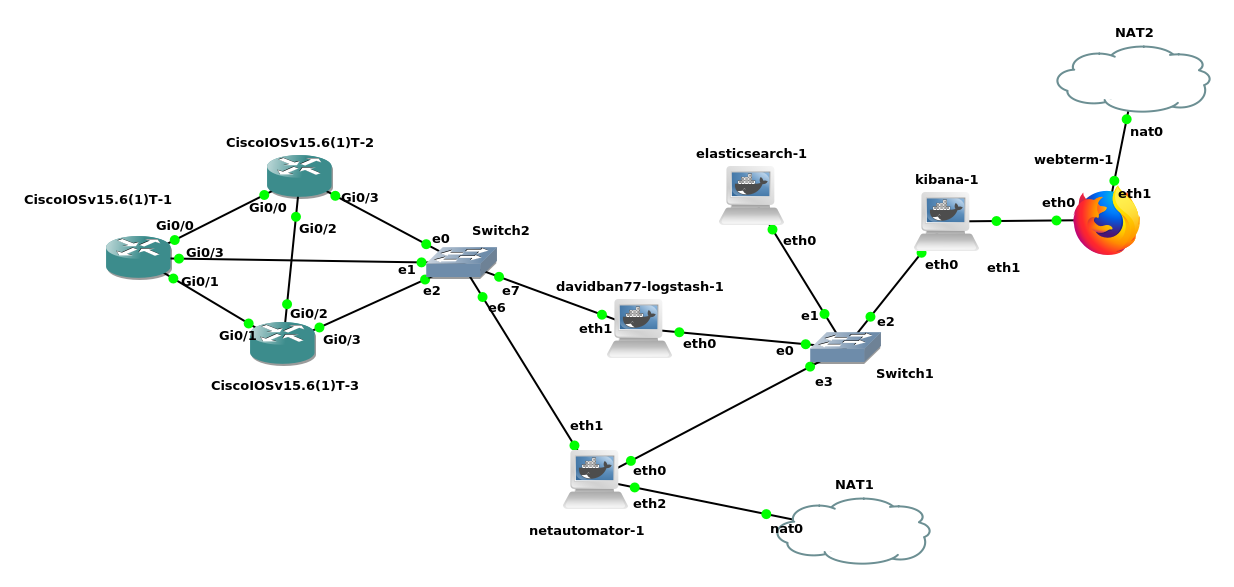 NAT2
nat0
CiscoIOSv15.6(1)T-2
elasticsearch-1
webterm-1
kibana-1
eth1
CiscoIOSv15.6(1)T-1
Gi0/3
eth0
Gi0/0
Gi0/0
Gi0/2
Switch2
e0
eth0
Gi0/3
eth0
eth1
e1
Gi0/1
davidban77-logstash-1
e2
e7
e6
Gi0/2
e1
e2
eth1
Gi0/1
Gi0/3
eth0
e0
Switch1
e3
CiscoIOSv15.6(1)T-3
eth1
eth0
NAT1
eth2
nat0
netautomator-1